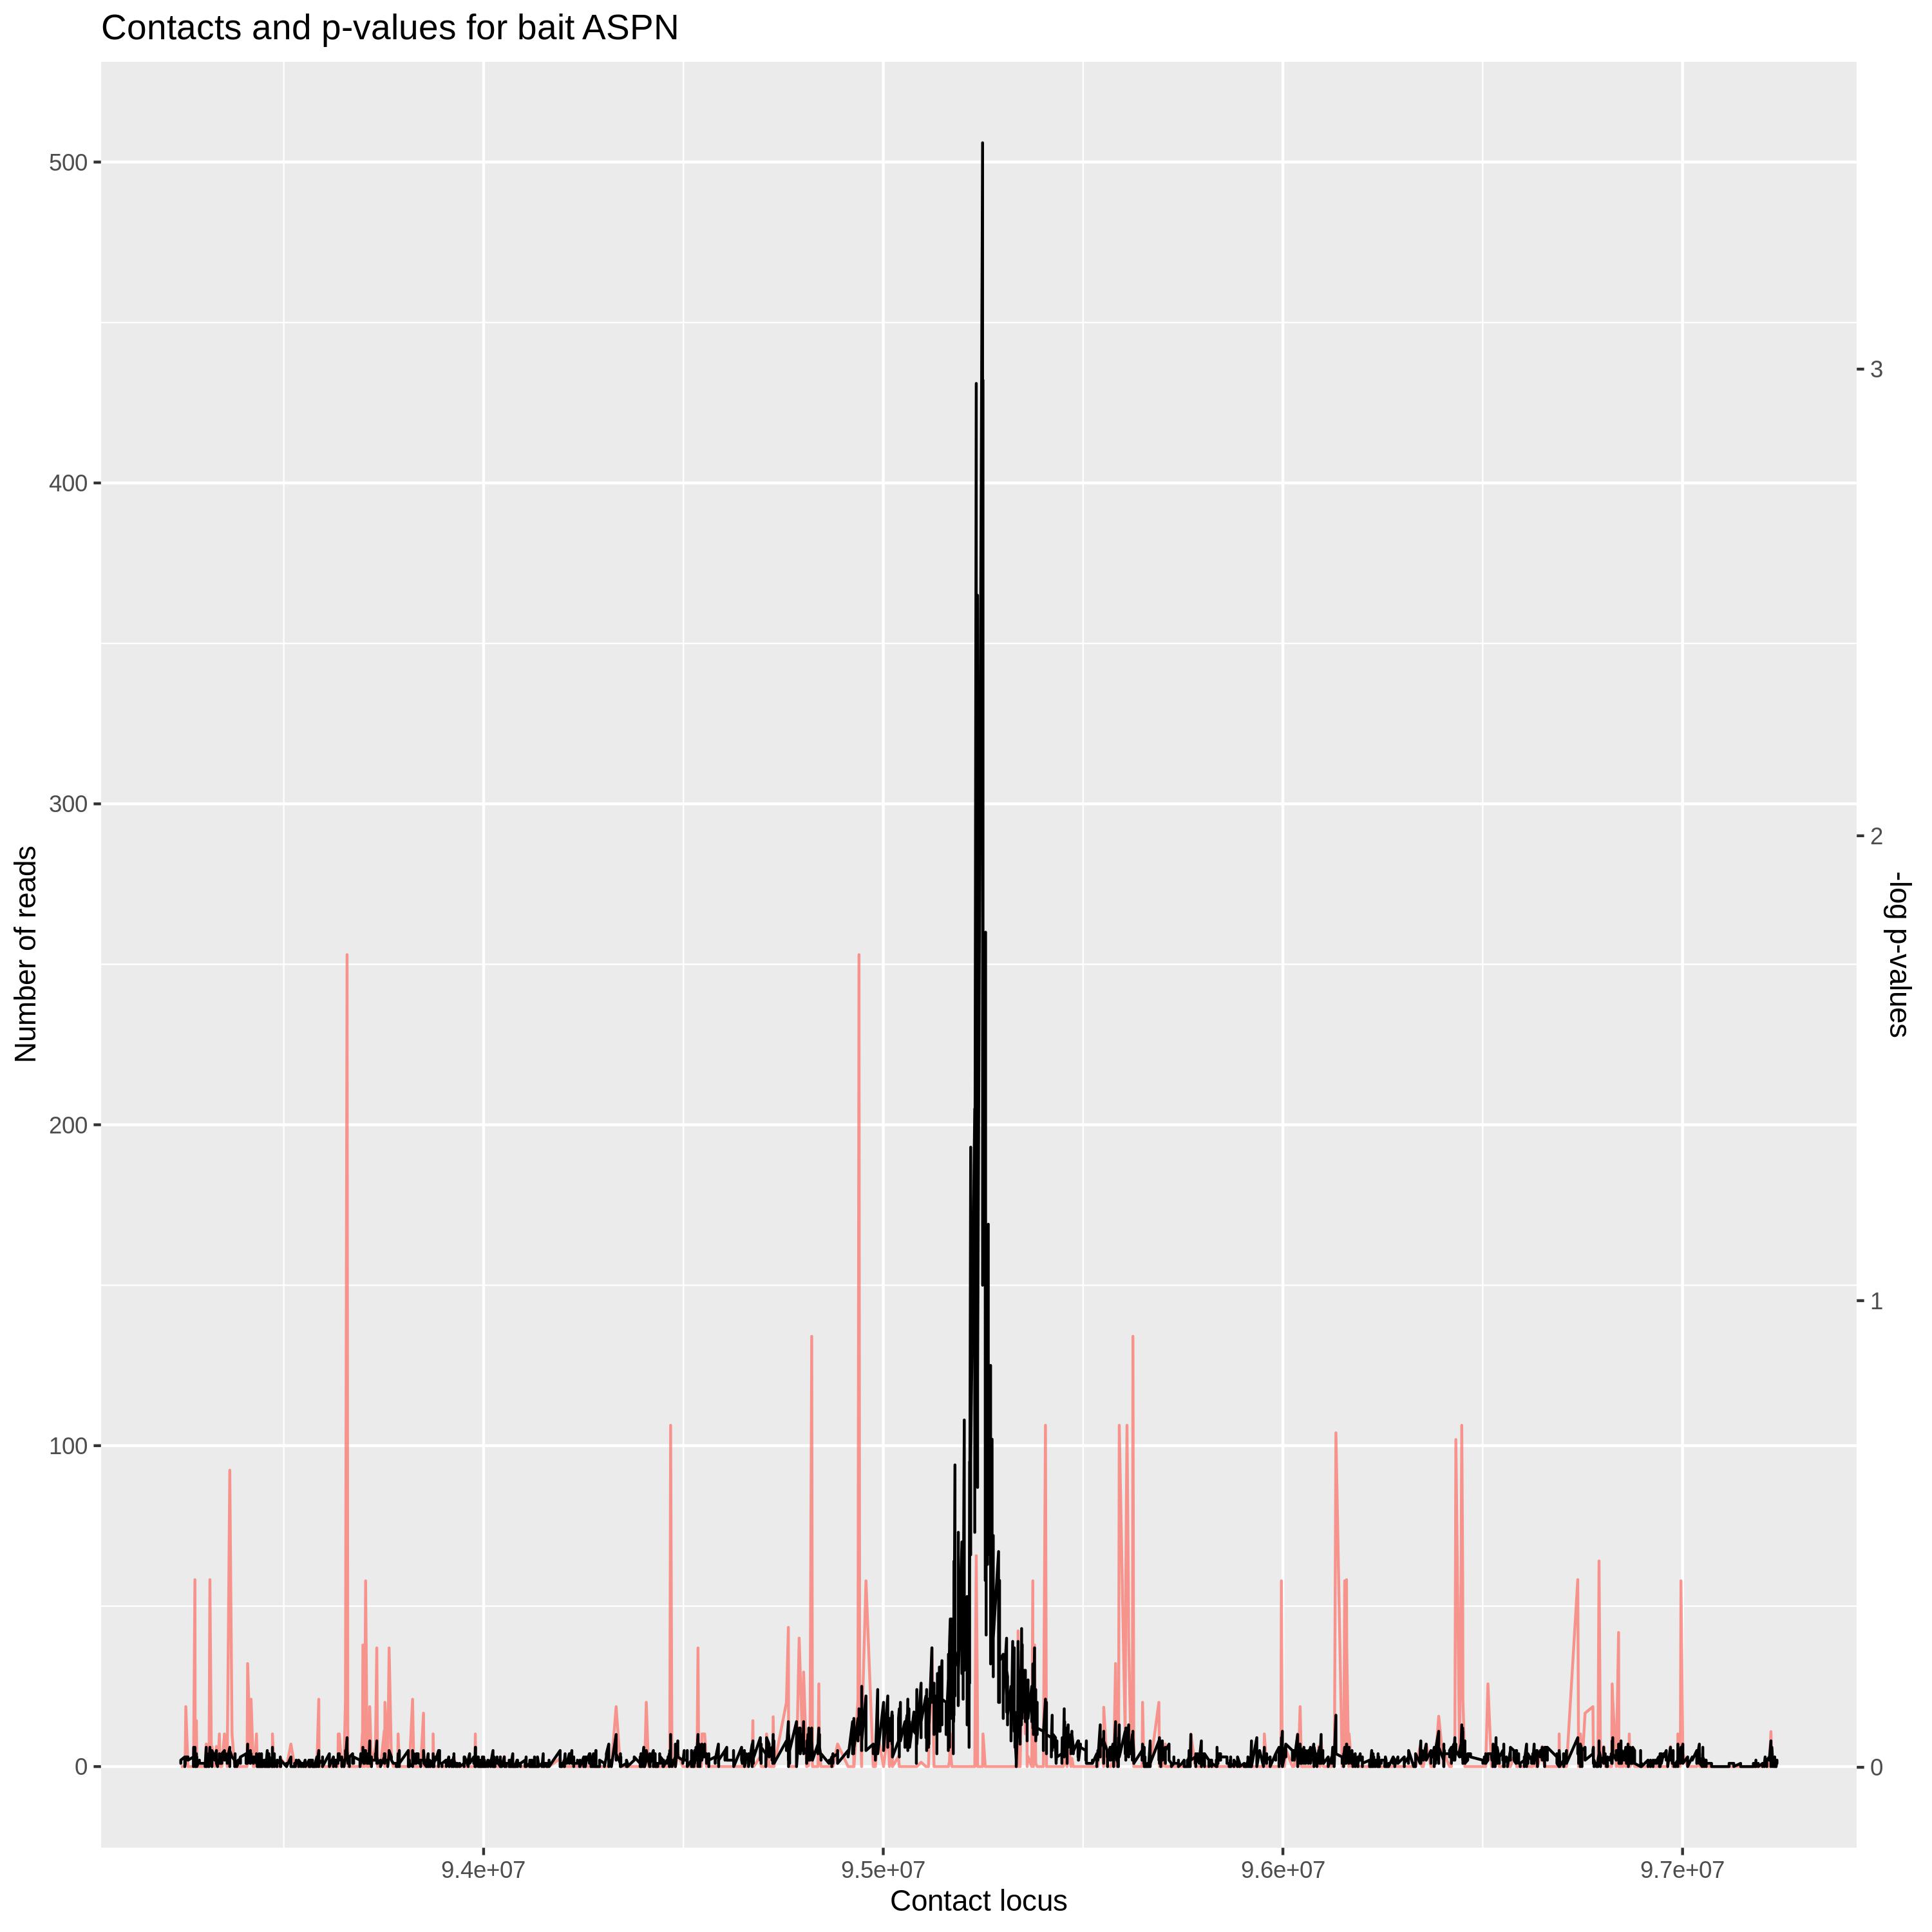 Contacts and p-values for bait ASPN
500
400
300
200
100
0
Number of reads
3
2
1
0
-log p-values
9.4e+07
9.5e+07
9.6e+07
9.7e+07
Contact locus